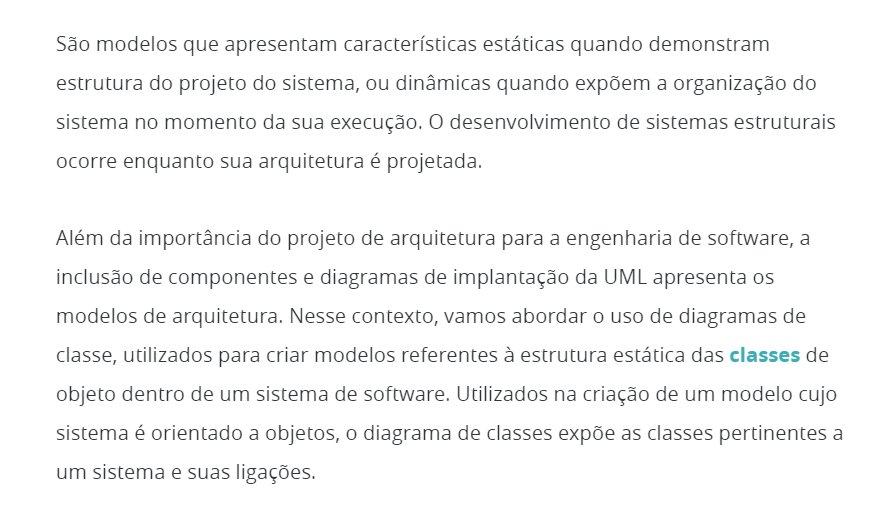 São modelos que apresentam características estáticas quando demonstram
estrutura do projeto do sistema, ou dinâmicas quando expõem a organização do
sistema no momento da sua execução. O desenvolvimento de sistemas estruturais
ocorre enquanto sua arquitetura é projetada.
Além da importância do projeto de arquitetura para a engenharia de software, a
inclusão de componentes e diagramas de implantação da UML apresenta os
modelos de arquitetura. Nesse contexto, vamos abordar o uso de diagramas de
classe, utilizados para criar modelos referentes à estrutura estática das classes de
objeto dentro de um sistema de software. Utilizados na criação de um modelo cujo
sistema é orientado a objetos, o diagrama de classes expõe as classes pertinentes a
um sistema e suas ligações.